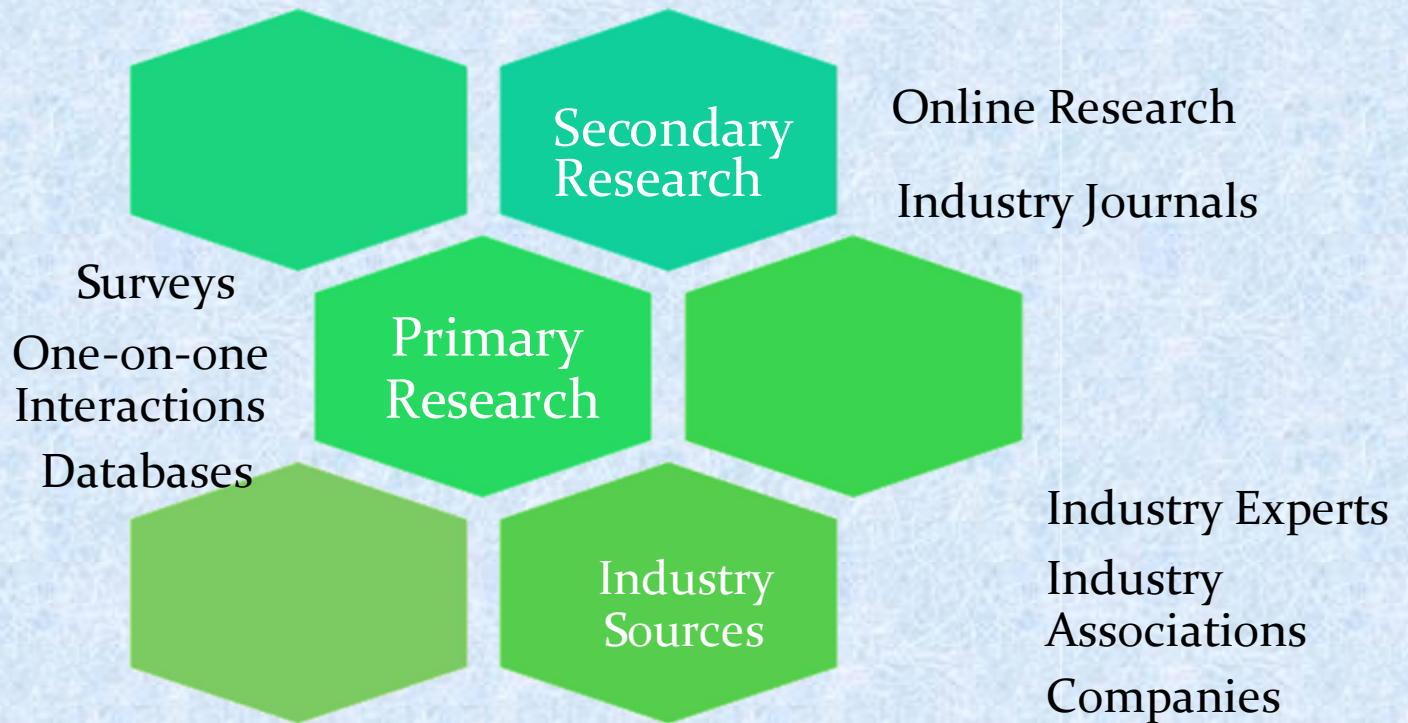 Secondary
Research
Online Research
Industry Journals
Surveys
One-on-one
Interactions
Databases
Primary
Research
Industry
Sources
Industry Experts
Industry
Associations
Companies